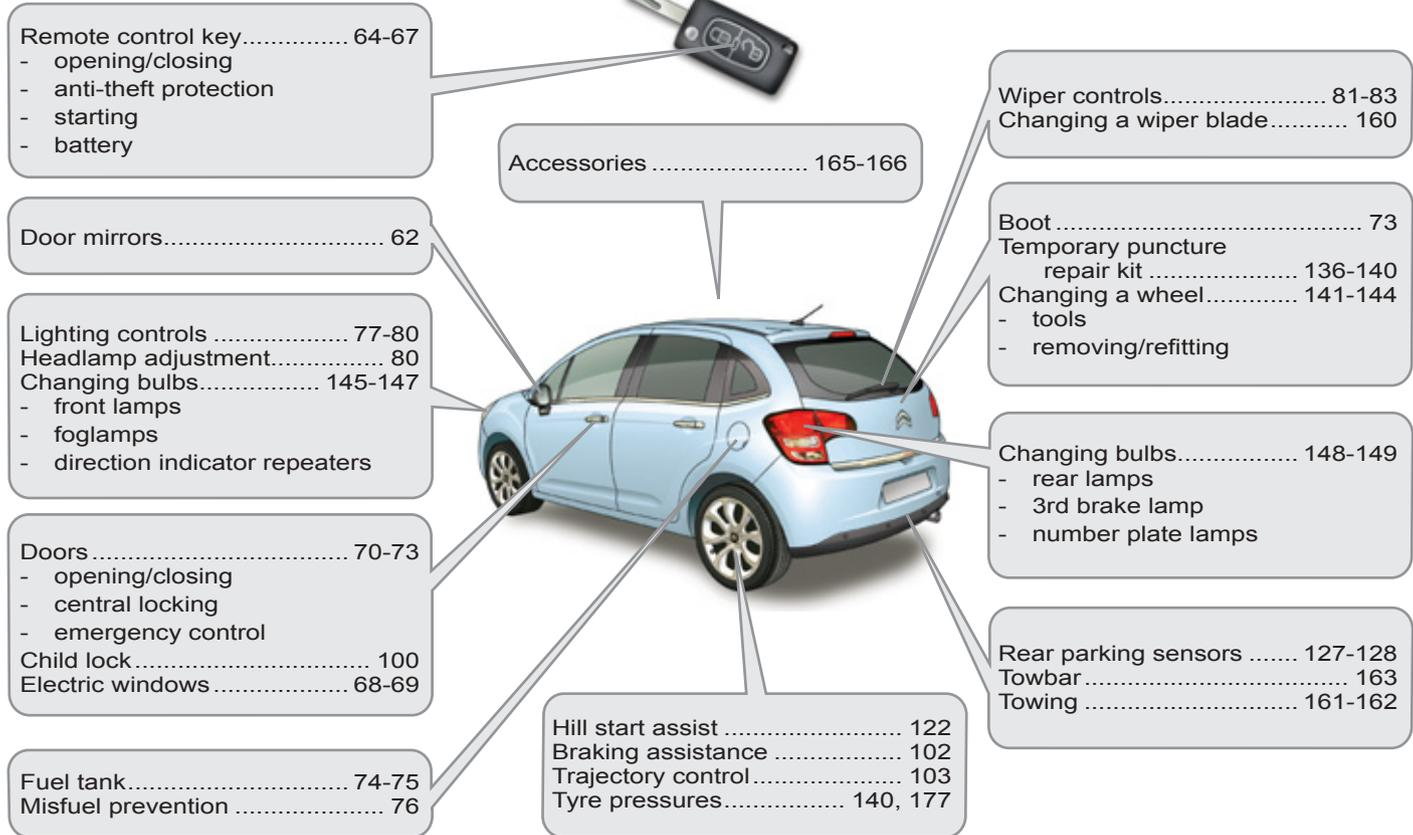 Remote control key............... 64-67
- opening/closing
- anti-theft protection
- starting
- battery
Door mirrors............................... 62
Lighting controls ................... 77-80
Headlamp adjustment................ 80
Changing bulbs................. 145-147
- front lamps
- foglamps
- direction indicator repeaters
Doors.................................... 70-73
- opening/closing
- central locking
- emergency control
Child lock................................. 100
Electric windows................... 68-69
Fuel tank............................... 74-75
Misfuel prevention ..................... 76
Accessories ...................... 165-166
Hill start assist ......................... 122
Braking assistance .................. 102
Trajectory control..................... 103
Tyre pressures................. 140, 177
Wiper controls....................... 81-83
Changing a wiper blade........... 160
Boot ........................................... 73
Temporary puncture
repair kit ..................... 136-140
Changing a wheel............. 141-144
- tools
- removing/refitting
Changing bulbs................. 148-149
- rear lamps
- 3rd brake lamp
- number plate lamps
Rear parking sensors ....... 127-128
Towbar..................................... 163
Towing .............................. 161-162